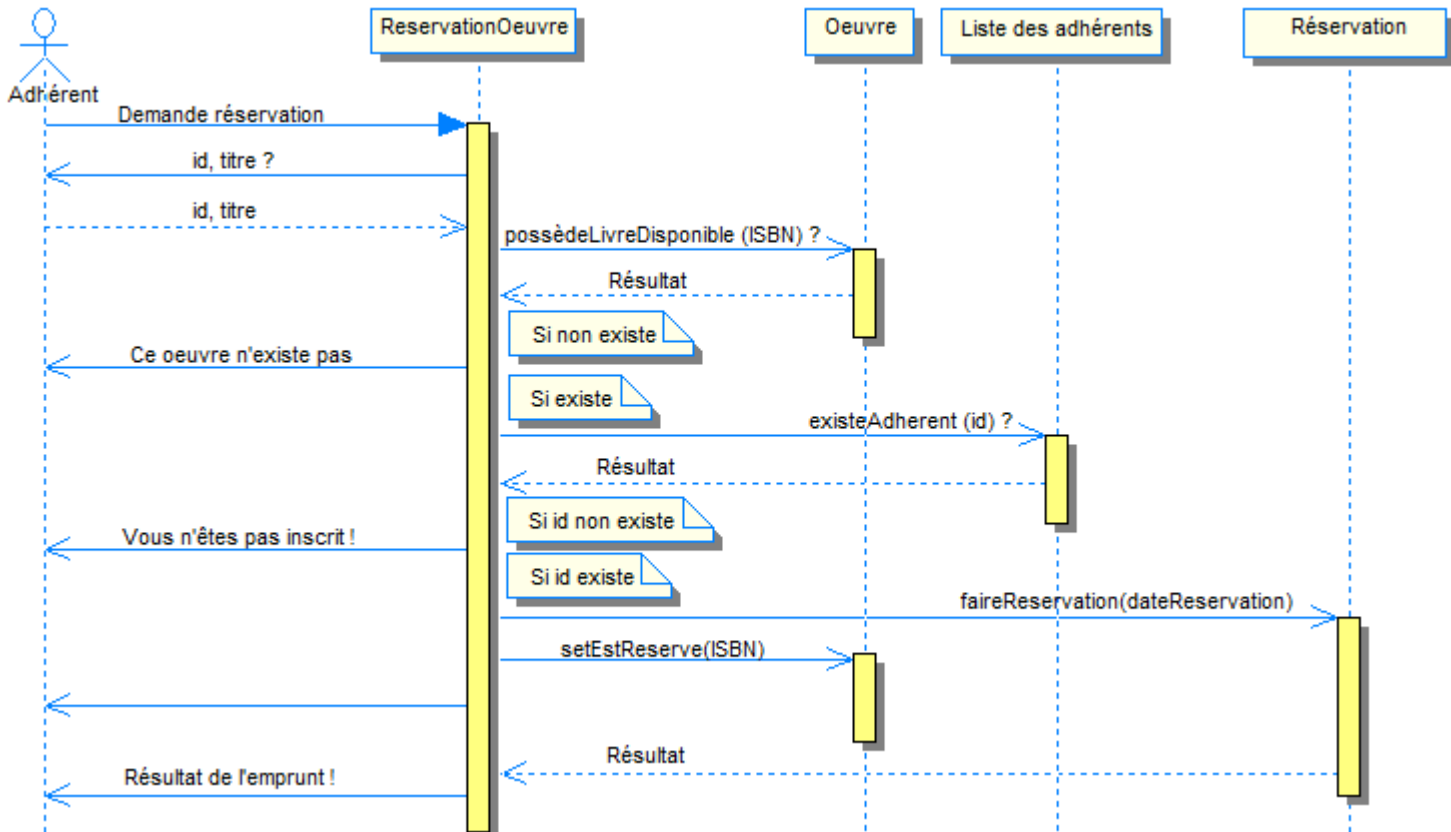 ReservationOeuvre
Oeuvre
Liste des adhérents
Réservation
Adhérent
Demande réservation
id, titre ?
id, titre
possèdeLivreDisponible (ISBN) ?
Résultat
Si non existe
Ce oeuvre n'existe pas
Si existe
existeAdherent (id) ?
Résultat
Si id non existe
Vous n'êtes pas inscrit !
Si id existe
faireReservation(dateReservation)
setEstReserve(ISBN)
Résultat
Résultat de l'emprunt !